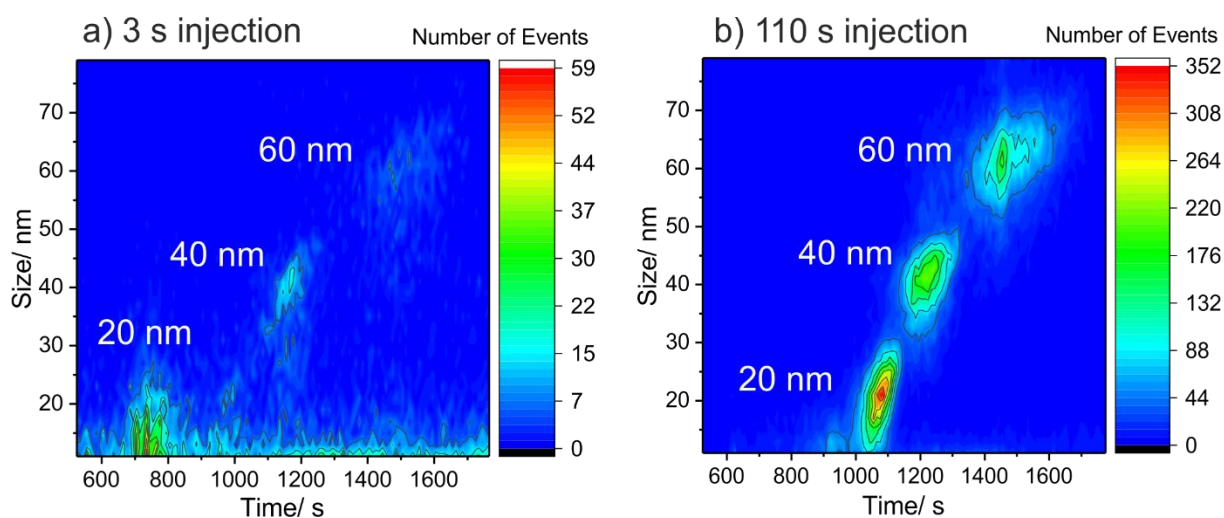 a) 3 s injection
Number of Events
59
52
44
37
30
22
15
7
0
70
60
50
40
30
20
Size/ nm
60 nm
40 nm
20 nm
600 800 1000 1200 1400 1600
Time/ s
b) 110 s injection
Number of Events
352
308
264
220
176
132
88
44
0
70
60
50
40
30
20
Size/ nm
60 nm
40 nm
20 nm
600 800 1000 1200 1400 1600
Time/ s